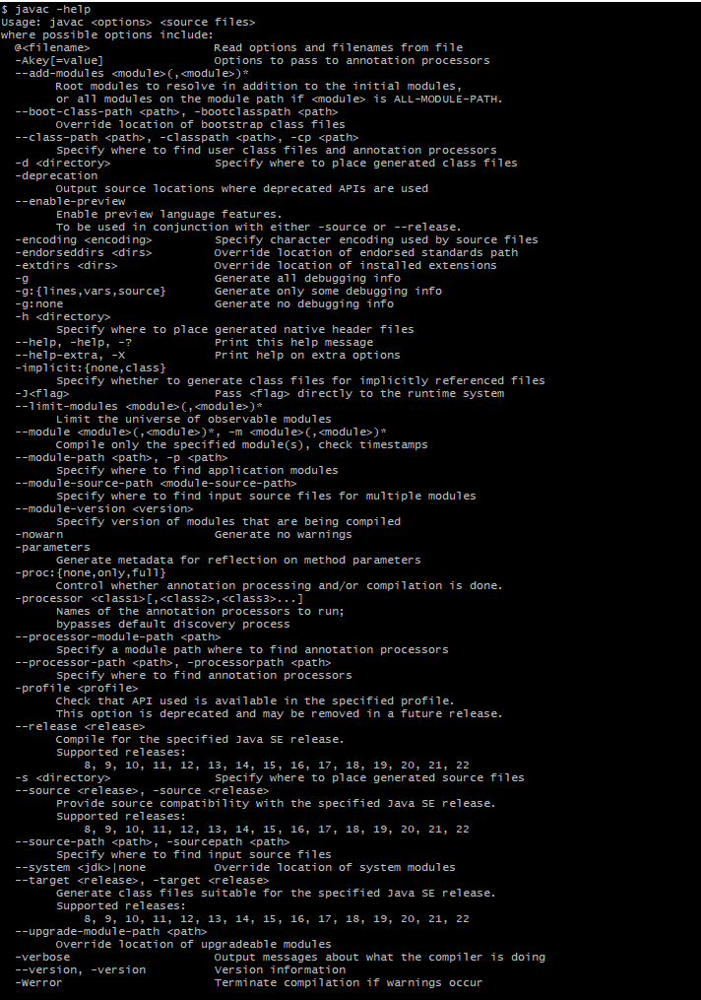 $ javac -help
Usage: javac <options> <source files>
where possible options include:
  @<filename>                  Read options and filenames from file
  -Akey[=value]                Options to pass to annotation processors
  --add-modules <module>(,<module>)*
        Root modules to resolve in addition to the initial modules,
        or all modules on the module path if <module> is ALL-MODULE-PATH.
  --boot-class-path <path>, -bootclasspath <path>
        Override location of bootstrap class files
  --class-path <path>, -classpath <path>, -cp <path>
        Specify where to find user class files and annotation processors
  -d <directory>               Specify where to place generated class files
  -deprecation
        Output source locations where deprecated APIs are used
  --enable-preview
        Enable preview language features.
        To be used in conjunction with either -source or --release.
  -encoding <encoding>         Specify character encoding used by source files
  -endorseddirs <dirs>         Override location of endorsed standards path
  -extdirs <dirs>              Override location of installed extensions
  -g                           Generate all debugging info
  -g:{lines,vars,source}       Generate only some debugging info
  -g:none                      Generate no debugging info
  -h <directory>
        Specify where to place generated native header files
  --help, -help, -?            Print this help message
  --help-extra, -X             Print help on extra options
  -implicit:{none,class}
        Specify whether to generate class files for implicitly referenced files
  -J<flag>                     Pass <flag> directly to the runtime system
  --limit-modules <module>(,<module>)*
        Limit the universe of observable modules
  --module <module>(,<module>)*, -m <module>(,<module>)*
        Compile only the specified module(s), check timestamps
  --module-path <path>, -p <path>
        Specify where to find application modules
  --module-source-path <module-source-path>
        Specify where to find input source files for multiple modules
  --module-version <version>
        Specify version of modules that are being compiled
  -nowarn                      Generate no warnings
  -parameters
        Generate metadata for reflection on method parameters
  -proc:{none,only,full}
        Control whether annotation processing and/or compilation is done.
  -processor <class1>[,<class2>,<class3>...]
        Names of the annotation processors to run;
        bypasses default discovery process
  --processor-module-path <path>
        Specify a module path where to find annotation processors
  --processor-path <path>, -processorpath <path>
        Specify where to find annotation processors
  -profile <profile>
        Check that API used is available in the specified profile.
        This option is deprecated and may be removed in a future release.
  --release <release>
        Compile for the specified Java SE release.
        Supported releases:
            8, 9, 10, 11, 12, 13, 14, 15, 16, 17, 18, 19, 20, 21, 22
  -s <directory>               Specify where to place generated source files
  --source <release>, -source <release>
        Provide source compatibility with the specified Java SE release.
        Supported releases:
            8, 9, 10, 11, 12, 13, 14, 15, 16, 17, 18, 19, 20, 21, 22
  --source-path <path>, -sourcepath <path>
        Specify where to find input source files
  --system <jdk>|none          Override location of system modules
  --target <release>, -target <release>
        Generate class files suitable for the specified Java SE release.
        Supported releases:
            8, 9, 10, 11, 12, 13, 14, 15, 16, 17, 18, 19, 20, 21, 22
  --upgrade-module-path <path>
        Override location of upgradeable modules
  -verbose                     Output messages about what the compiler is doing
  --version, -version          Version information
  -Werror                      Terminate compilation if warnings occur